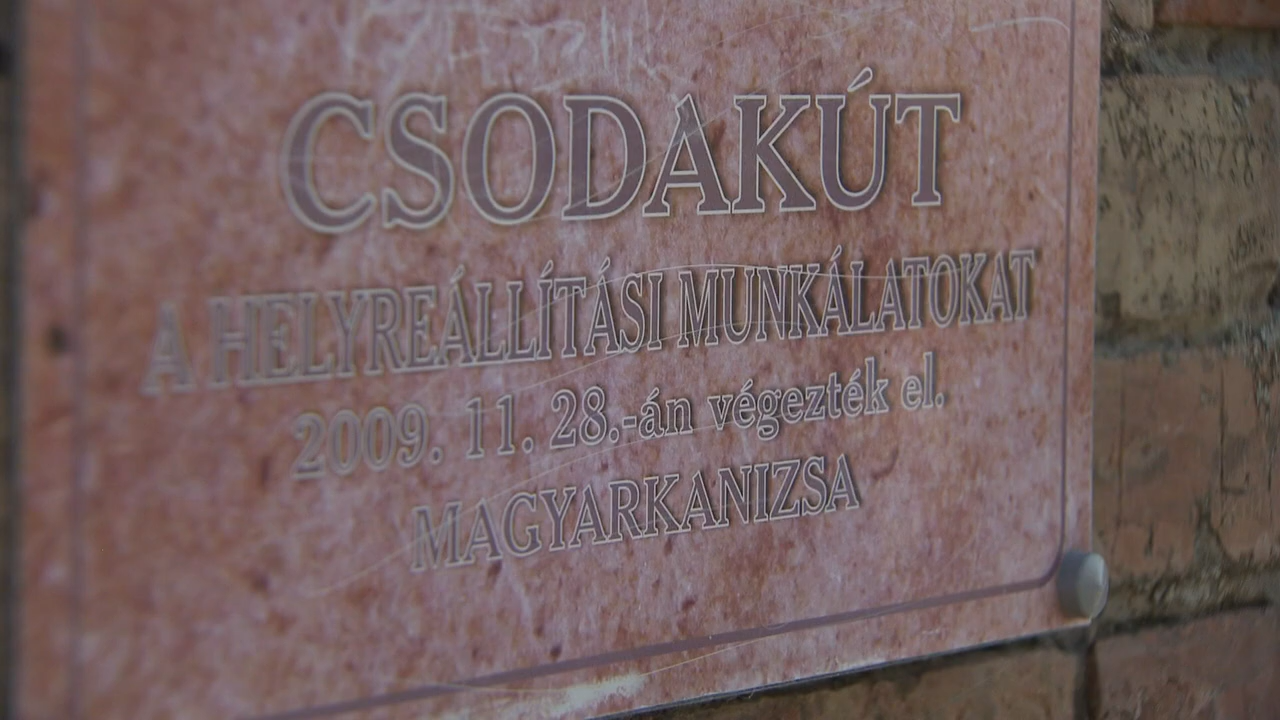 CSODAKÚT
A HELYREÁLLÍTÁSI MUNKÁLATOKAT
2009. 11. 28.-án végezték el.
MAGYARKANIZSA